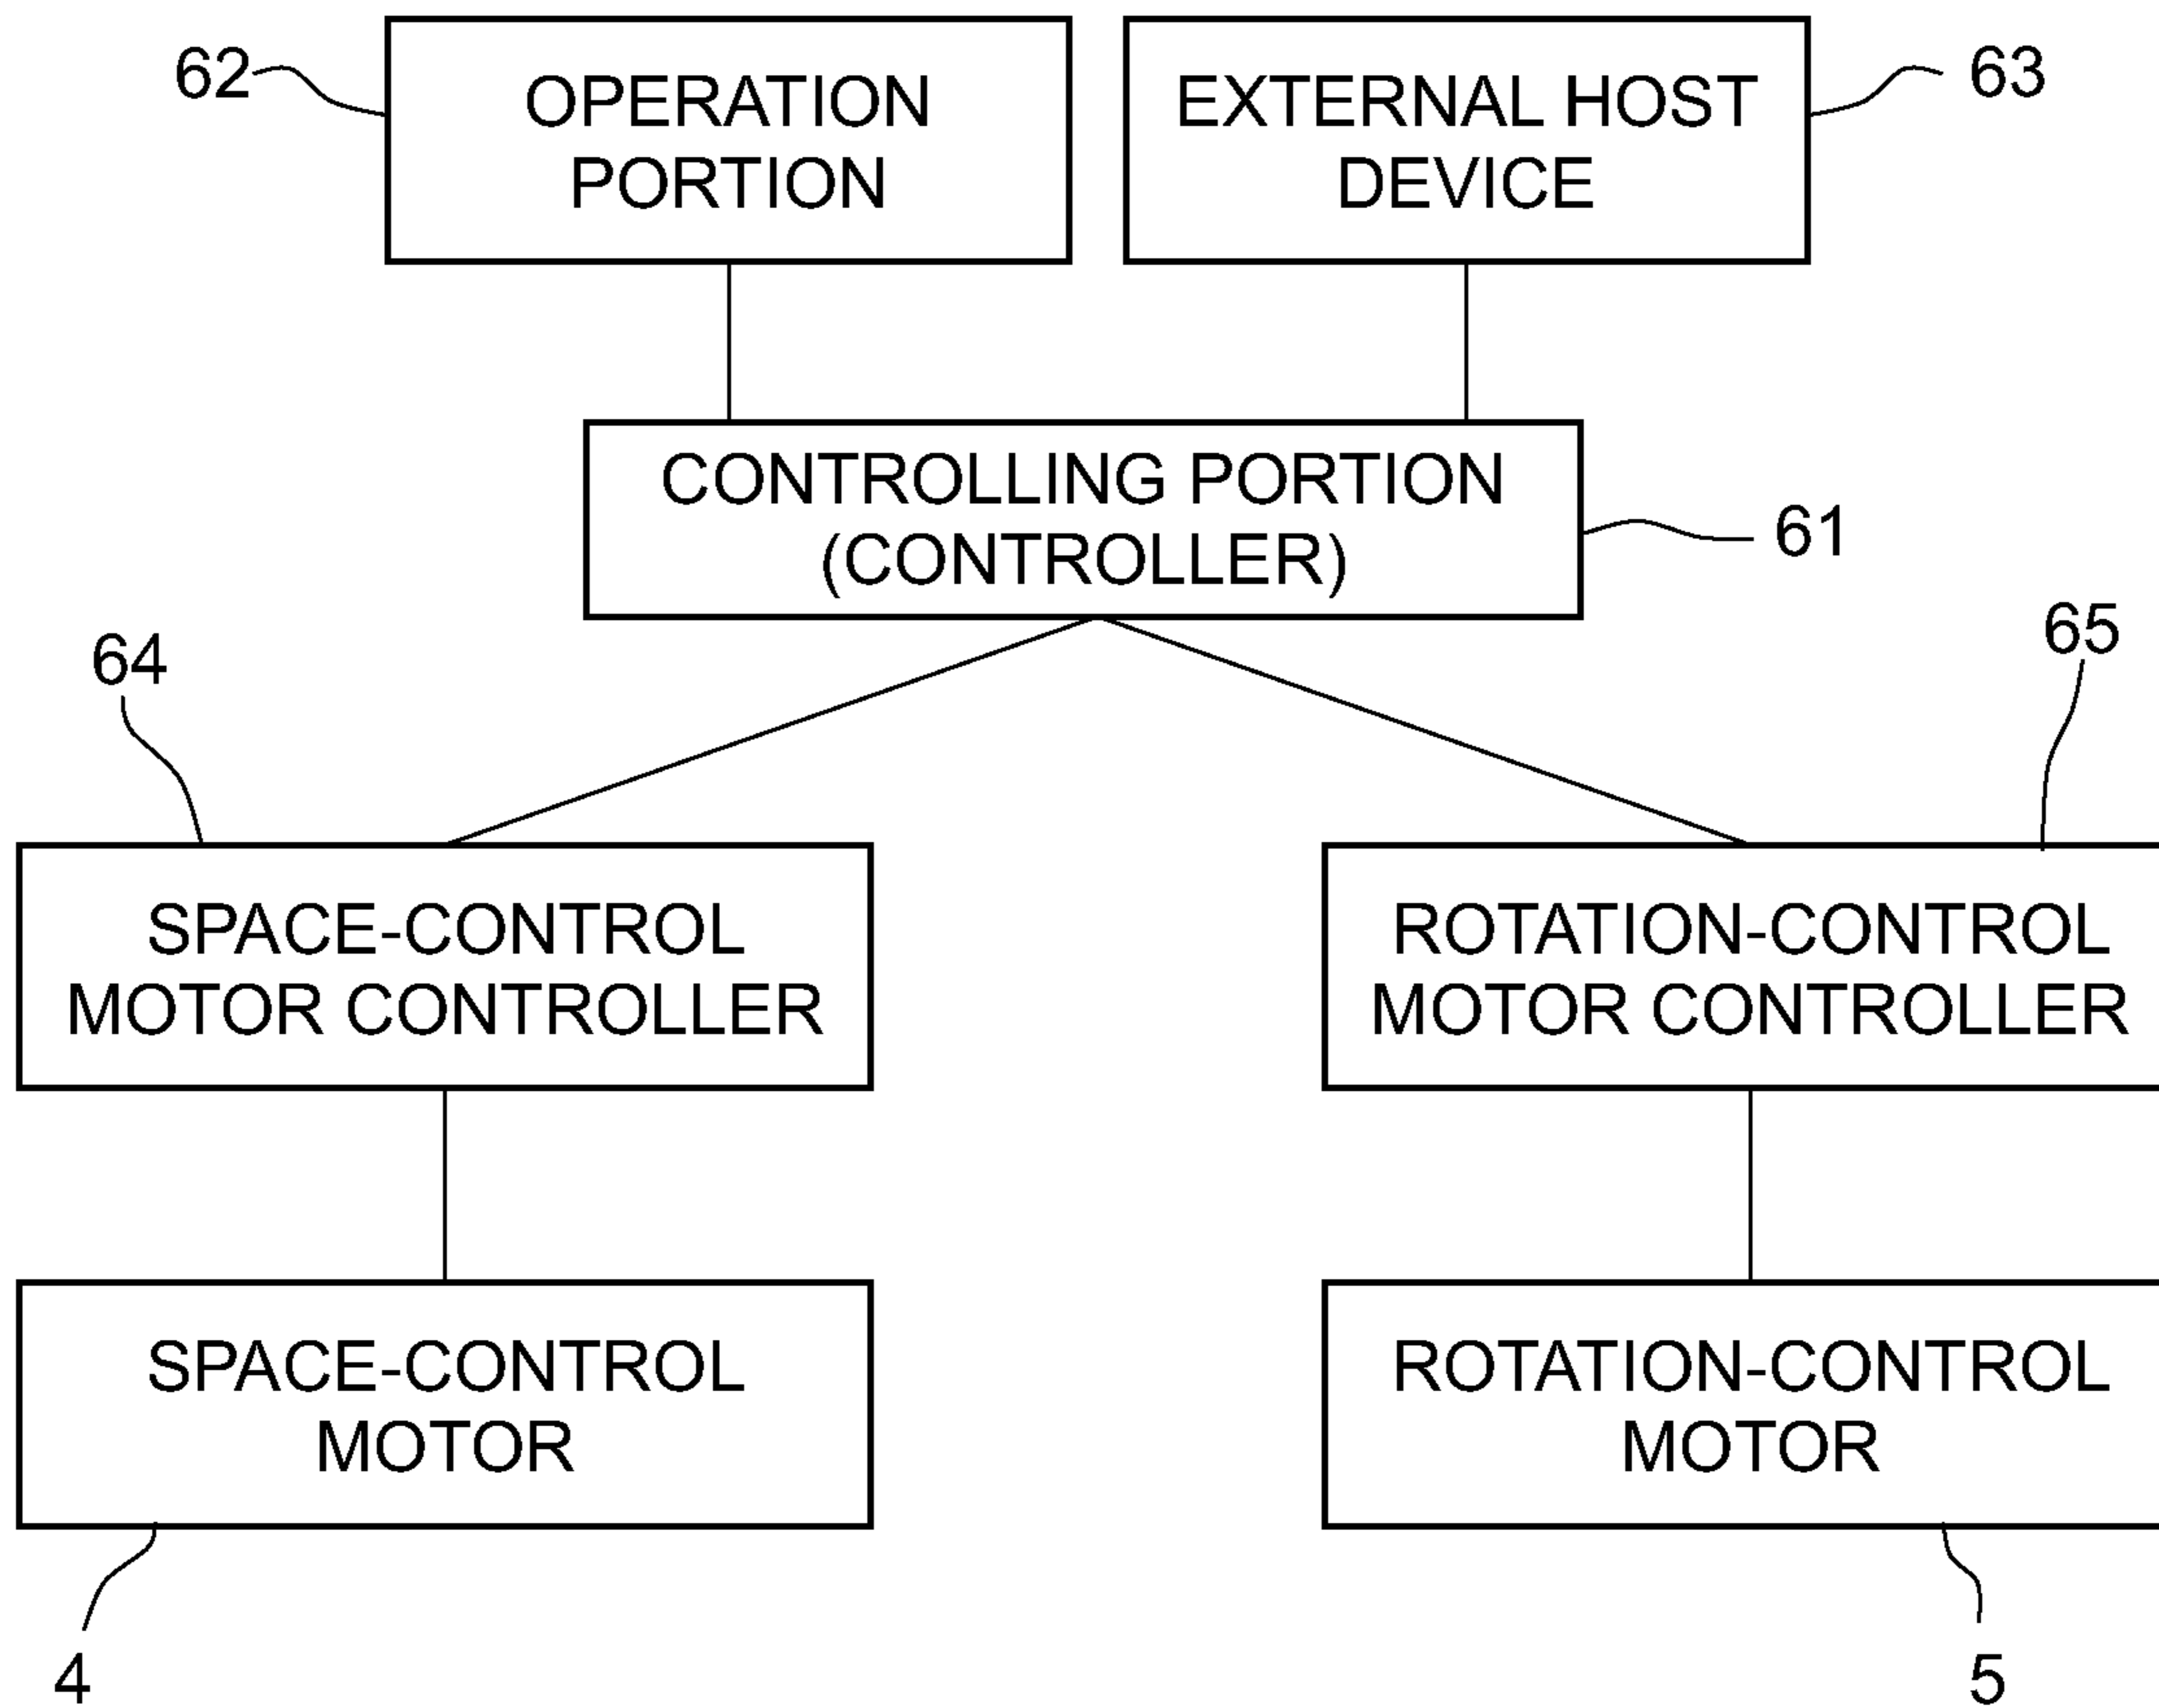 62
OPERATION
PORTION
EXTERNAL HOST
DEVICE
63
CONTROLLING PORTION
(CONTROLLER)
61
64
65
SPACE-CONTROL
MOTOR CONTROLLER
ROTATION-CONTROL
MOTOR CONTROLLER
SPACE-CONTROL
MOTOR
ROTATION-CONTROL
MOTOR
4
5